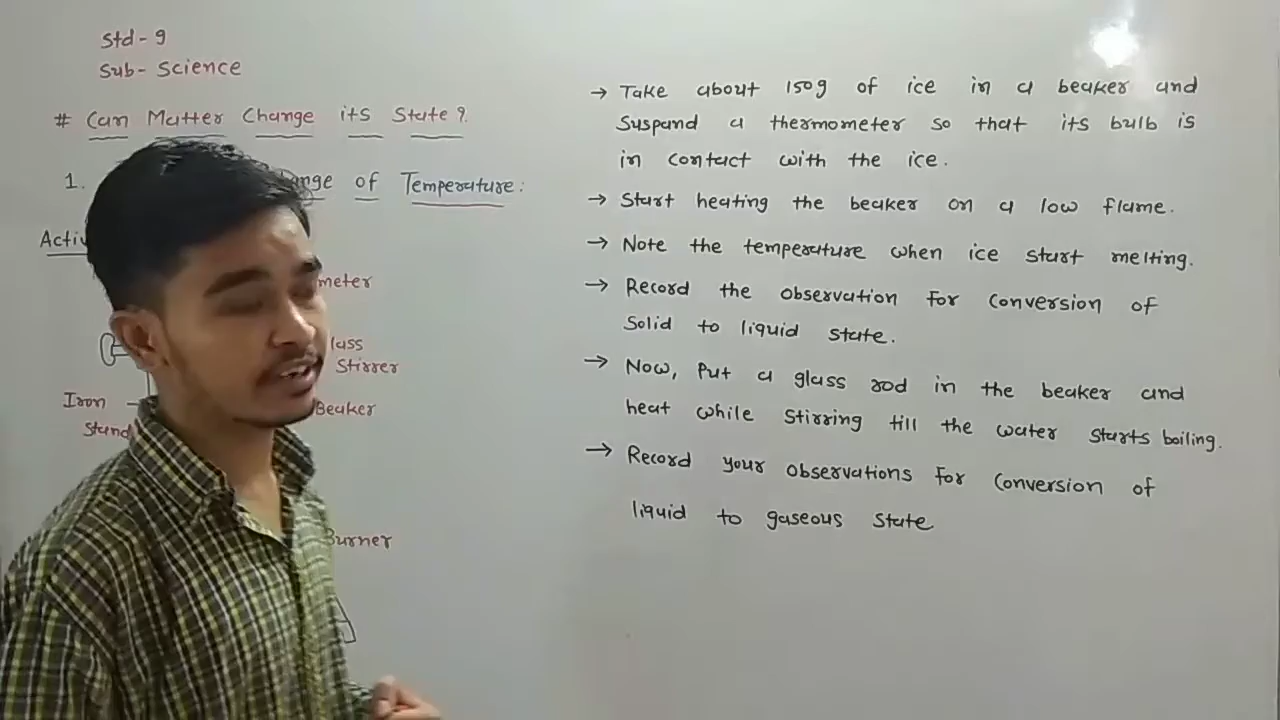 Std - 9
Sub - Science
# Can Matter Change its State ?
1. of Temperature :
meter
Stirrer
Iron
Stand
Beaker
Burner
→ Take about 150g of ice in a beaker and
Suspand a thermometer so that its bulb is
in contact with the ice.
→ Start heating the beaker on a low flame.
→ Note the temperature when ice start melting.
→ Record the observation for conversion of
Solid to liquid state.
→ Now, Put a glass rod in the beaker and
heat while Stirring till the water starts boiling.
→ Record your observations for conversion of
liquid to gaseous state